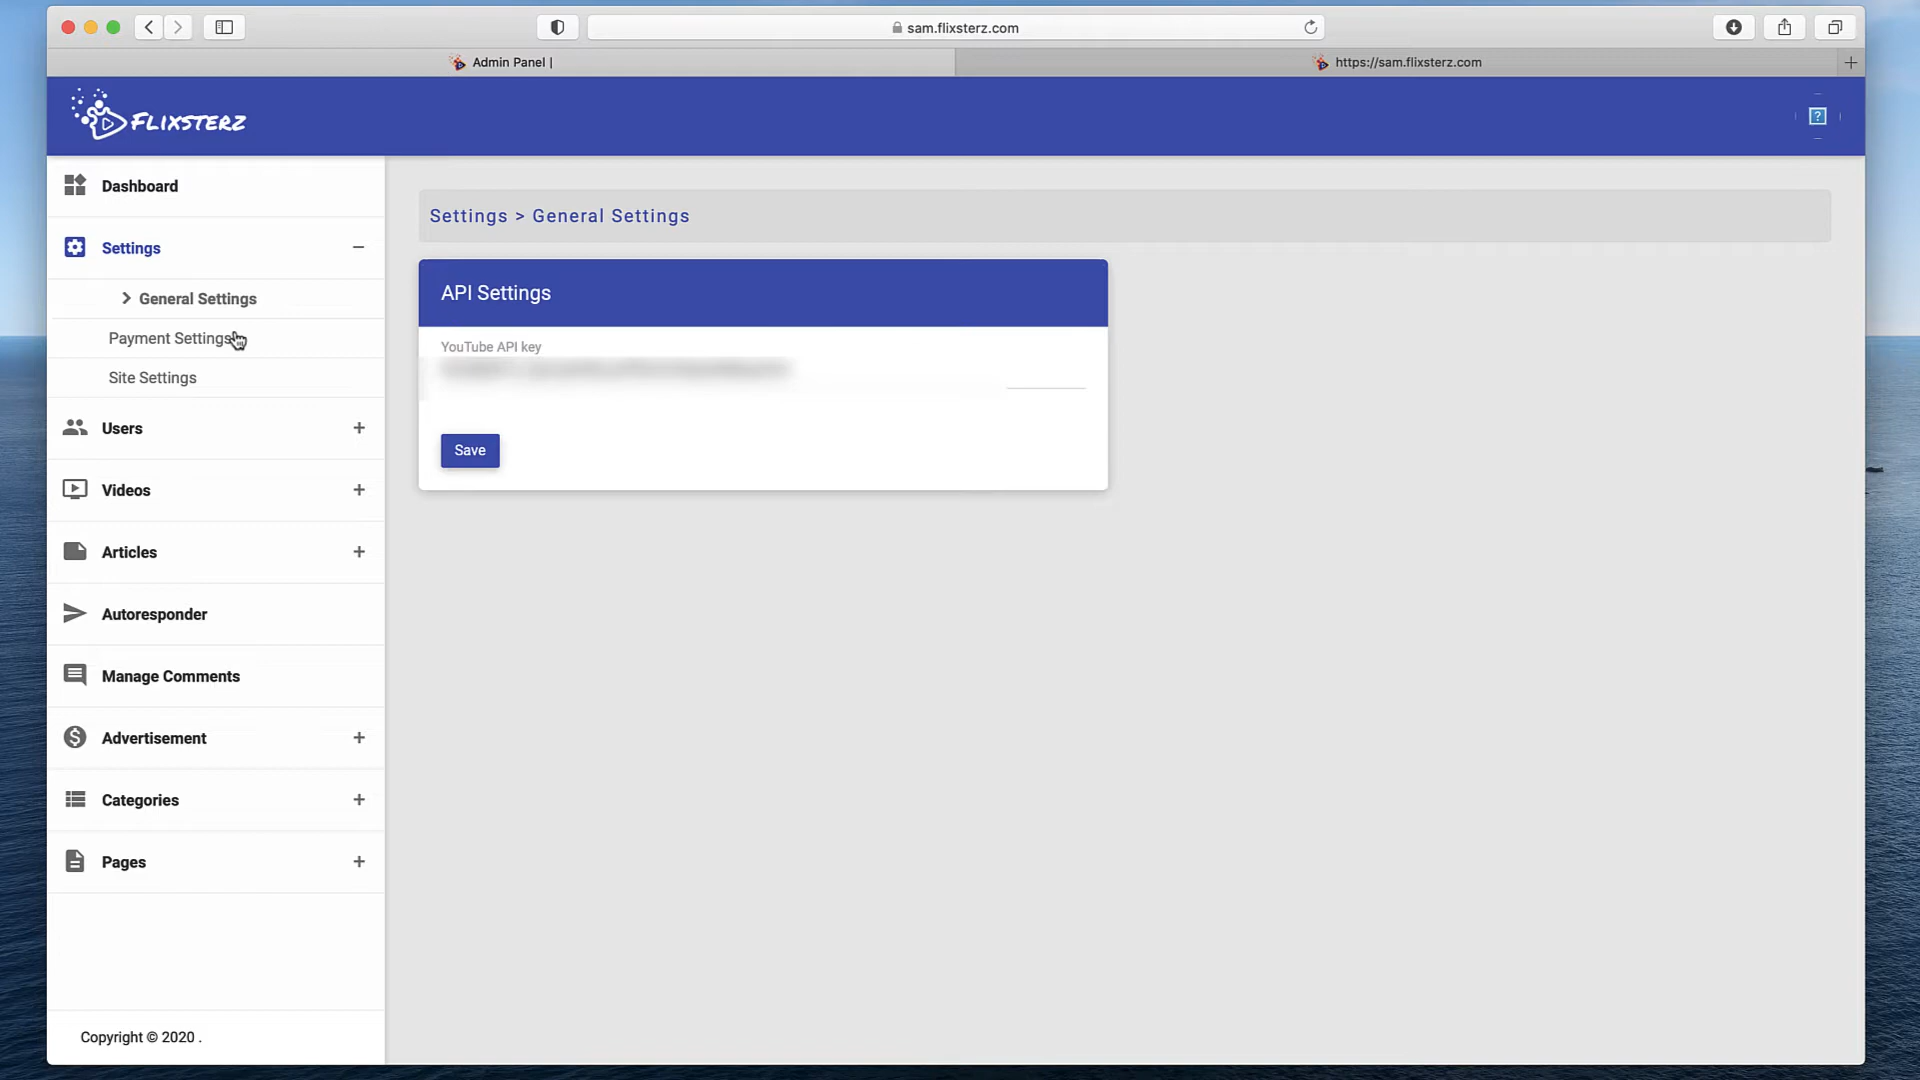 sam.flixsterz.com
Admin Panel |
https://sam.flixsterz.com
FLIXSTERZ
?
Dashboard
Settings
General Settings
Payment Settings
Site Settings
Users
Videos
Articles
Autoresponder
Manage Comments
Advertisement
Categories
Pages
Copyright © 2020 .
Settings > General Settings
API Settings
YouTube API key
Save